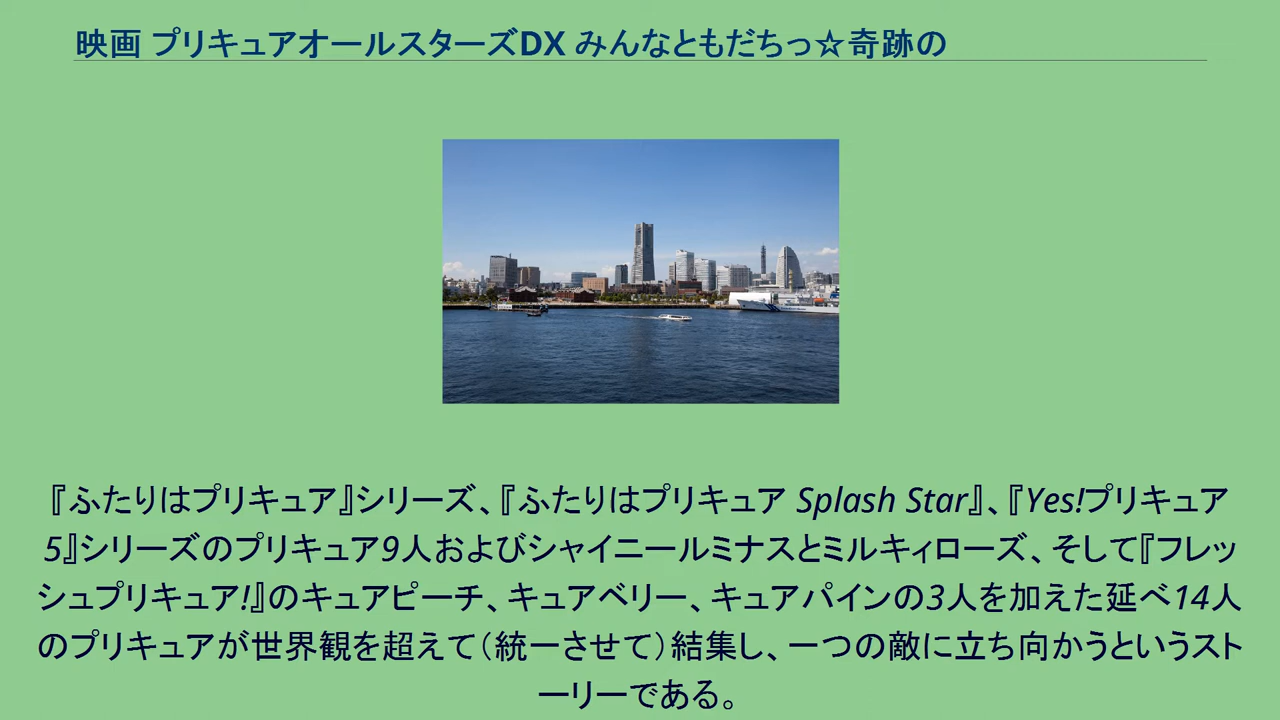 映画 プリキュアオールスターズDX みんなともだちっ☆奇跡の
『ふたりはプリキュア』シリーズ、『ふたりはプリキュア Splash Star』、『Yes!プリキュア
5』シリーズのプリキュア9人およびシャイニールミナスとミルキィローズ、そして『フレッ
シュプリキュア!』のキュアピーチ、キュアベリー、キュアパインの3人を加えた延べ14人
のプリキュアが世界観を超えて（統一させて）結集し、一つの敵に立ち向かうというスト
ーリーである。